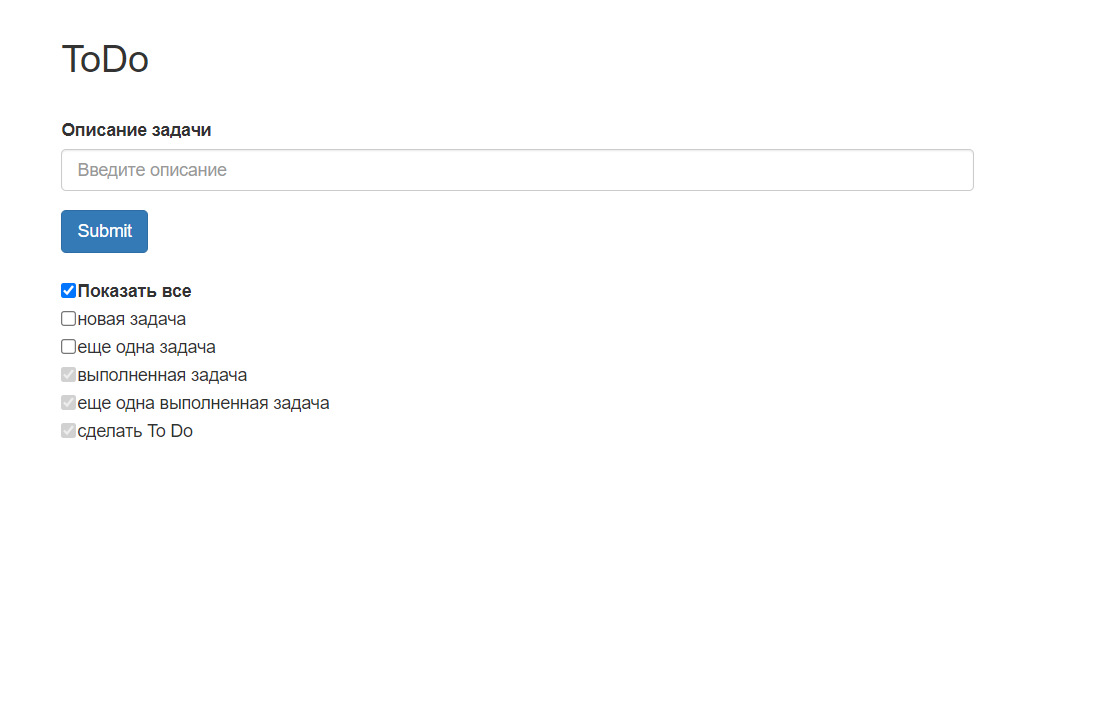 ToDo
Описание задачи
Введите описание
Submit
Показать все
новая задача
еще одна задача
выполненная задача
еще одна выполненная задача
сделать To Do